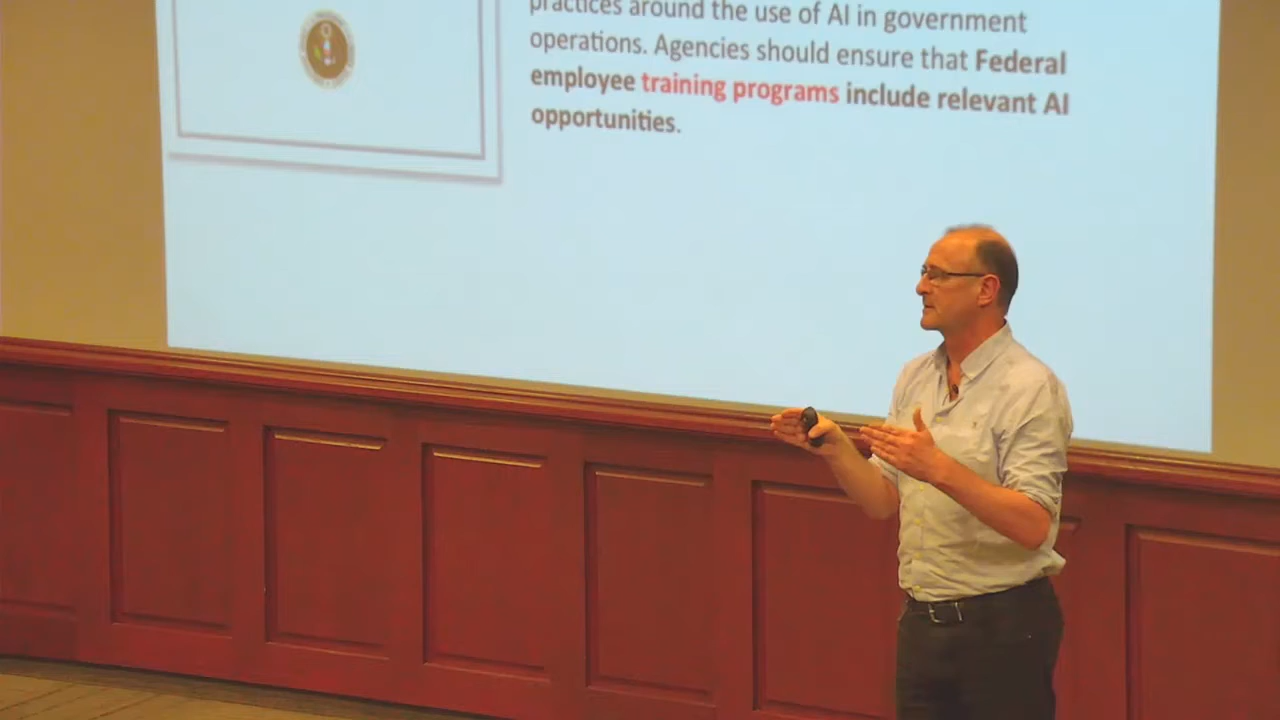 practices around the use of AI in government
operations. Agencies should ensure that Federal
employee training programs include relevant AI
opportunities.